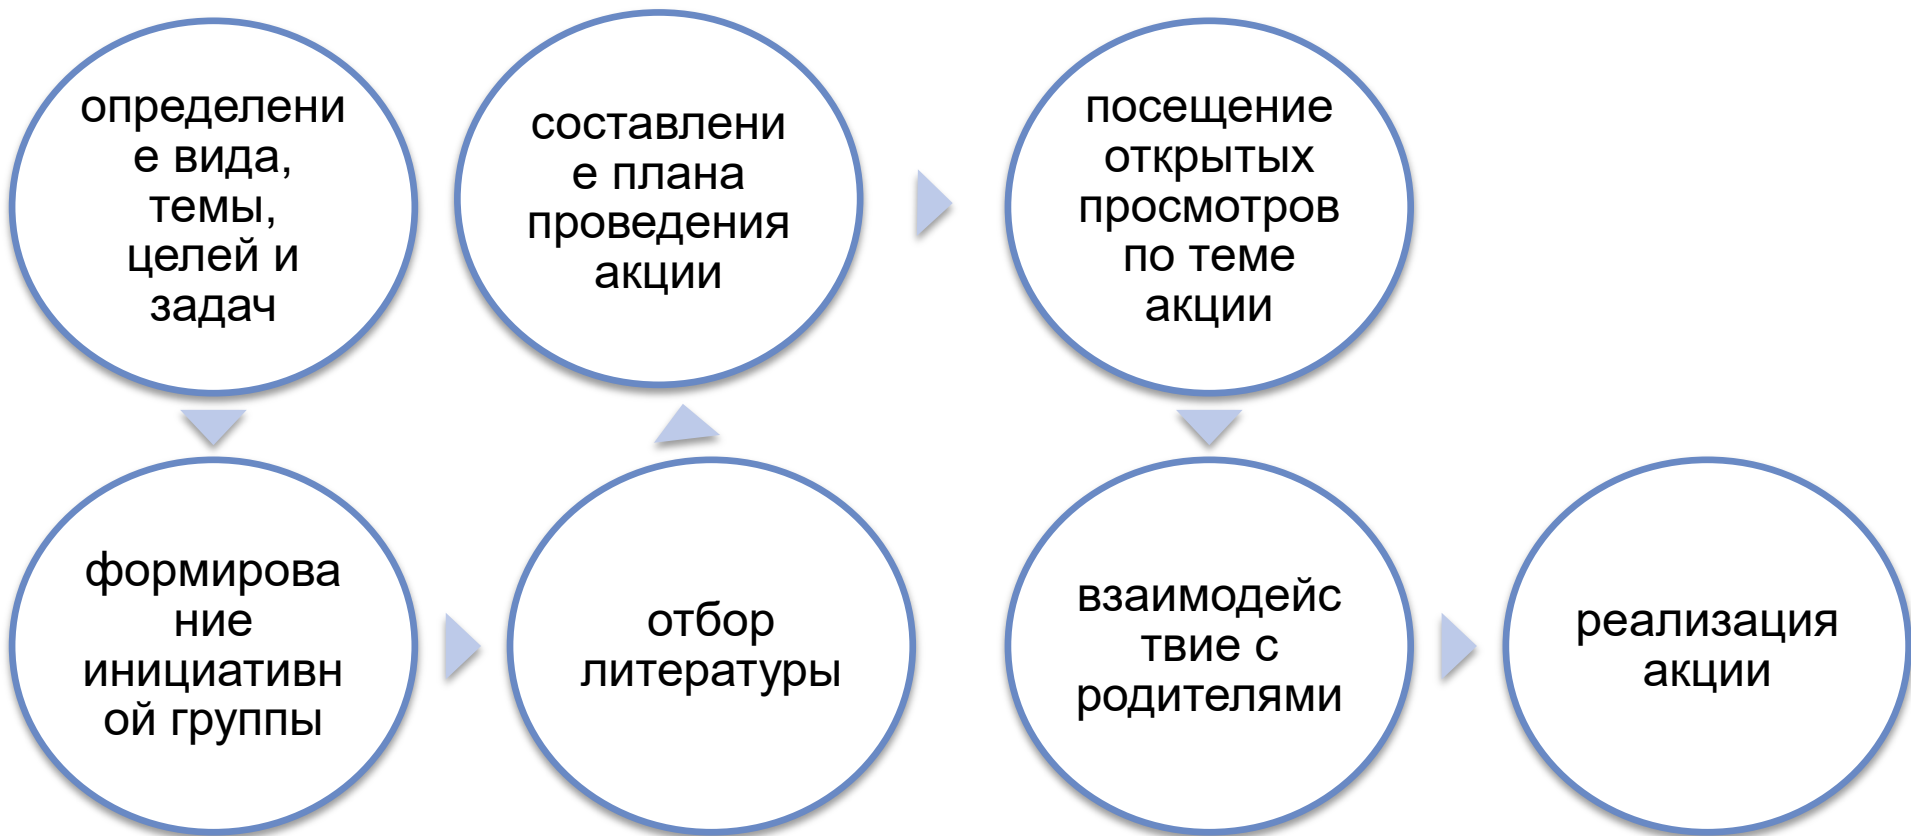 определени
е вида,
темы,
целей и
задач
формирова
ние
инициативн
ой группы
отбор
литературы
составлени
е плана
проведения
акции
посещение
открытых
просмотров
по теме
акции
взаимодейс
твие с
родителями
реализация
акции